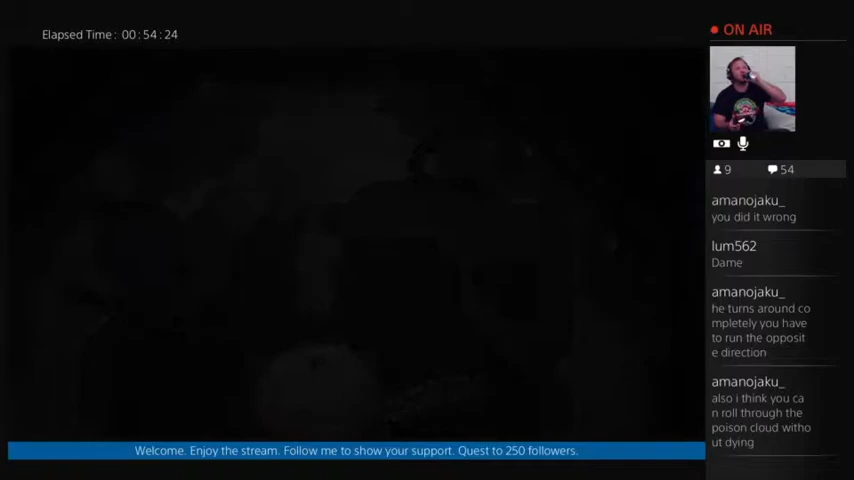 Elapsed Time: 00:54:24
ON AIR
9 54
amanojaku_
you did it wrong
lum562
Dame
amanojaku_
he turns around co
mpletely you have
to run the opposit
e direction
amanojaku_
also i think you ca
n roll through the
poison cloud witho
ut dying
Welcome. Enjoy the stream. Follow me to show your support. Quest to 250 followers.